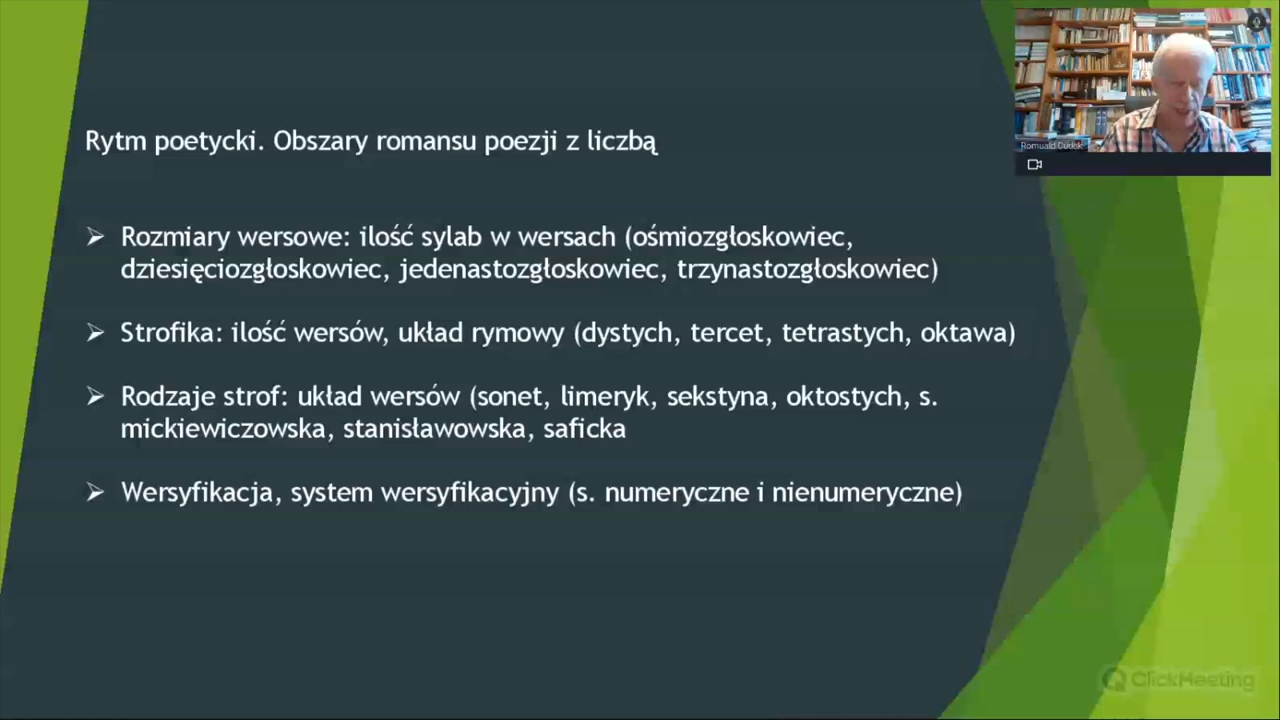 Rytm poetycki. Obszary romansu poezji z liczbą
Rozmiary wersowe: ilość sylab w wersach (ośmiozgłoskowiec,
dziesięciozgłoskowiec, jedenastozgłoskowiec, trzynastozgłoskowiec)
Strofika: ilość wersów, układ rymowy (dystych, tercet, tetrastych, oktawa)
Rodzaje strof: układ wersów (sonet, limeryk, sekstyna, oktostych, s.
mickiewiczowska, stanisławowska, saficka
Wersyfikacja, system wersyfikacyjny (s. numeryczne i nienumeryczne)
Romuald Cudak
ClickMeeting